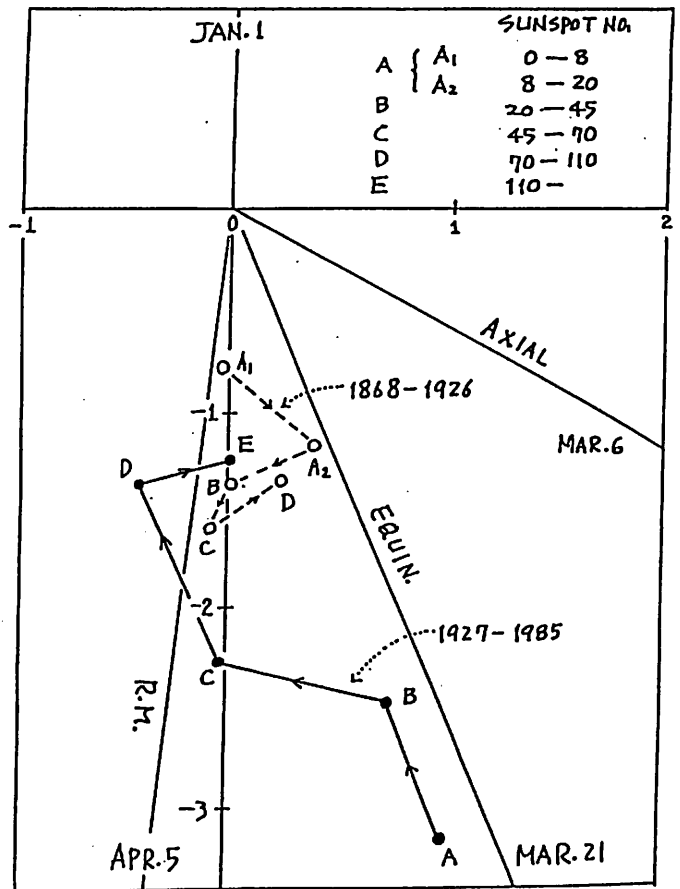 JAN. 1
SUNSPOT NO.
A { A1 0 — 8
A2 8 — 20
B 20 — 45
C 45 — 70
D 70 — 110
E 110 —
-1 0 1 2
AXIAL
A1
1868-1926
-1
MAR. 6
E
A2
D
B
D
C
EQUIN.
-2
1927-1985
C
B
R.M.
-3
A
APR. 5
MAR. 21